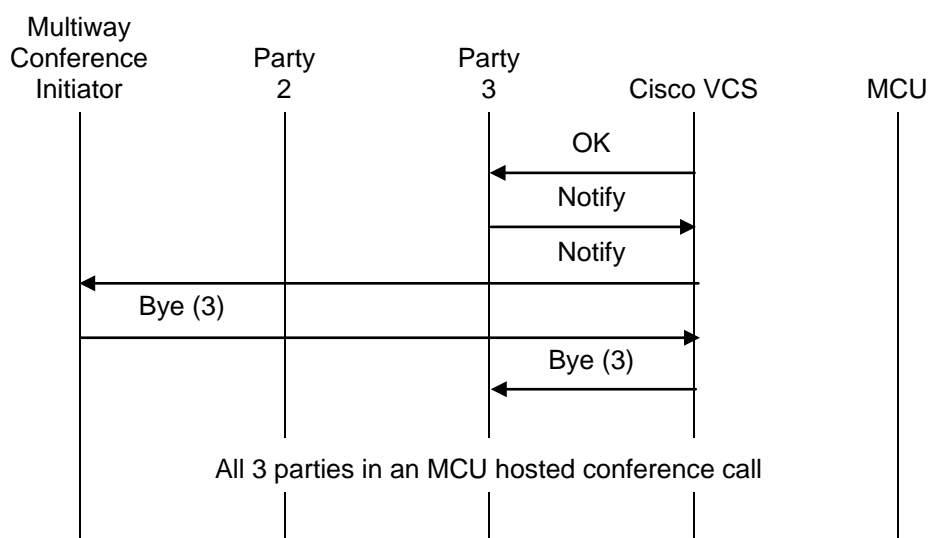 Multiway
Conference
Initiator
Party
2
Party
3
Cisco VCS
MCU
OK
Notify
Notify
Bye (3)
Bye (3)
All 3 parties in an MCU hosted conference call